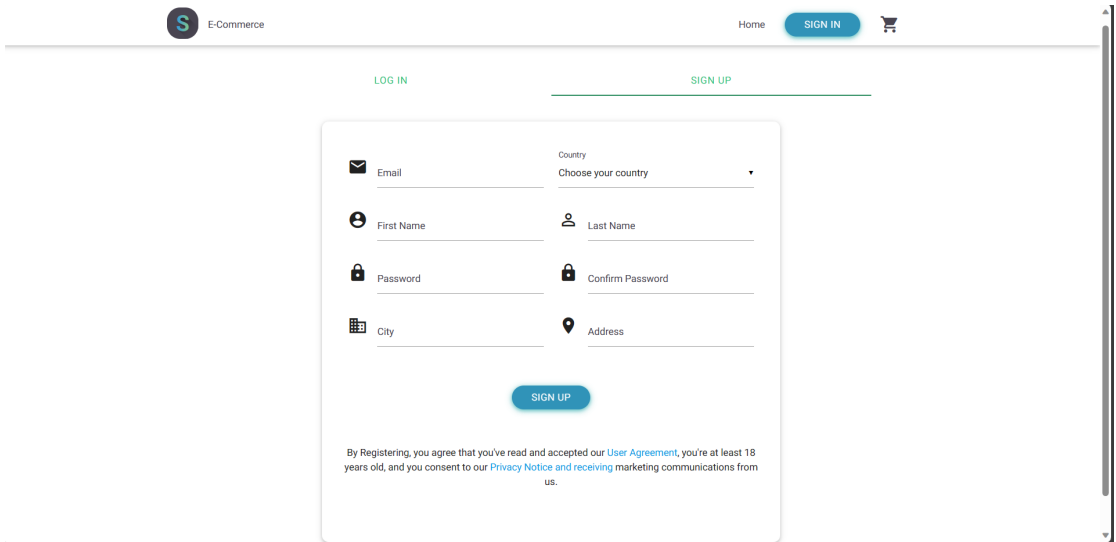 S E-Commerce Home SIGN IN
LOG IN SIGN UP
Country
Email Choose your country
First Name Last Name
Password Confirm Password
City Address
SIGN UP
By Registering, you agree that you've read and accepted our User Agreement, you're at least 18
years old, and you consent to our Privacy Notice and receiving marketing communications from
us.